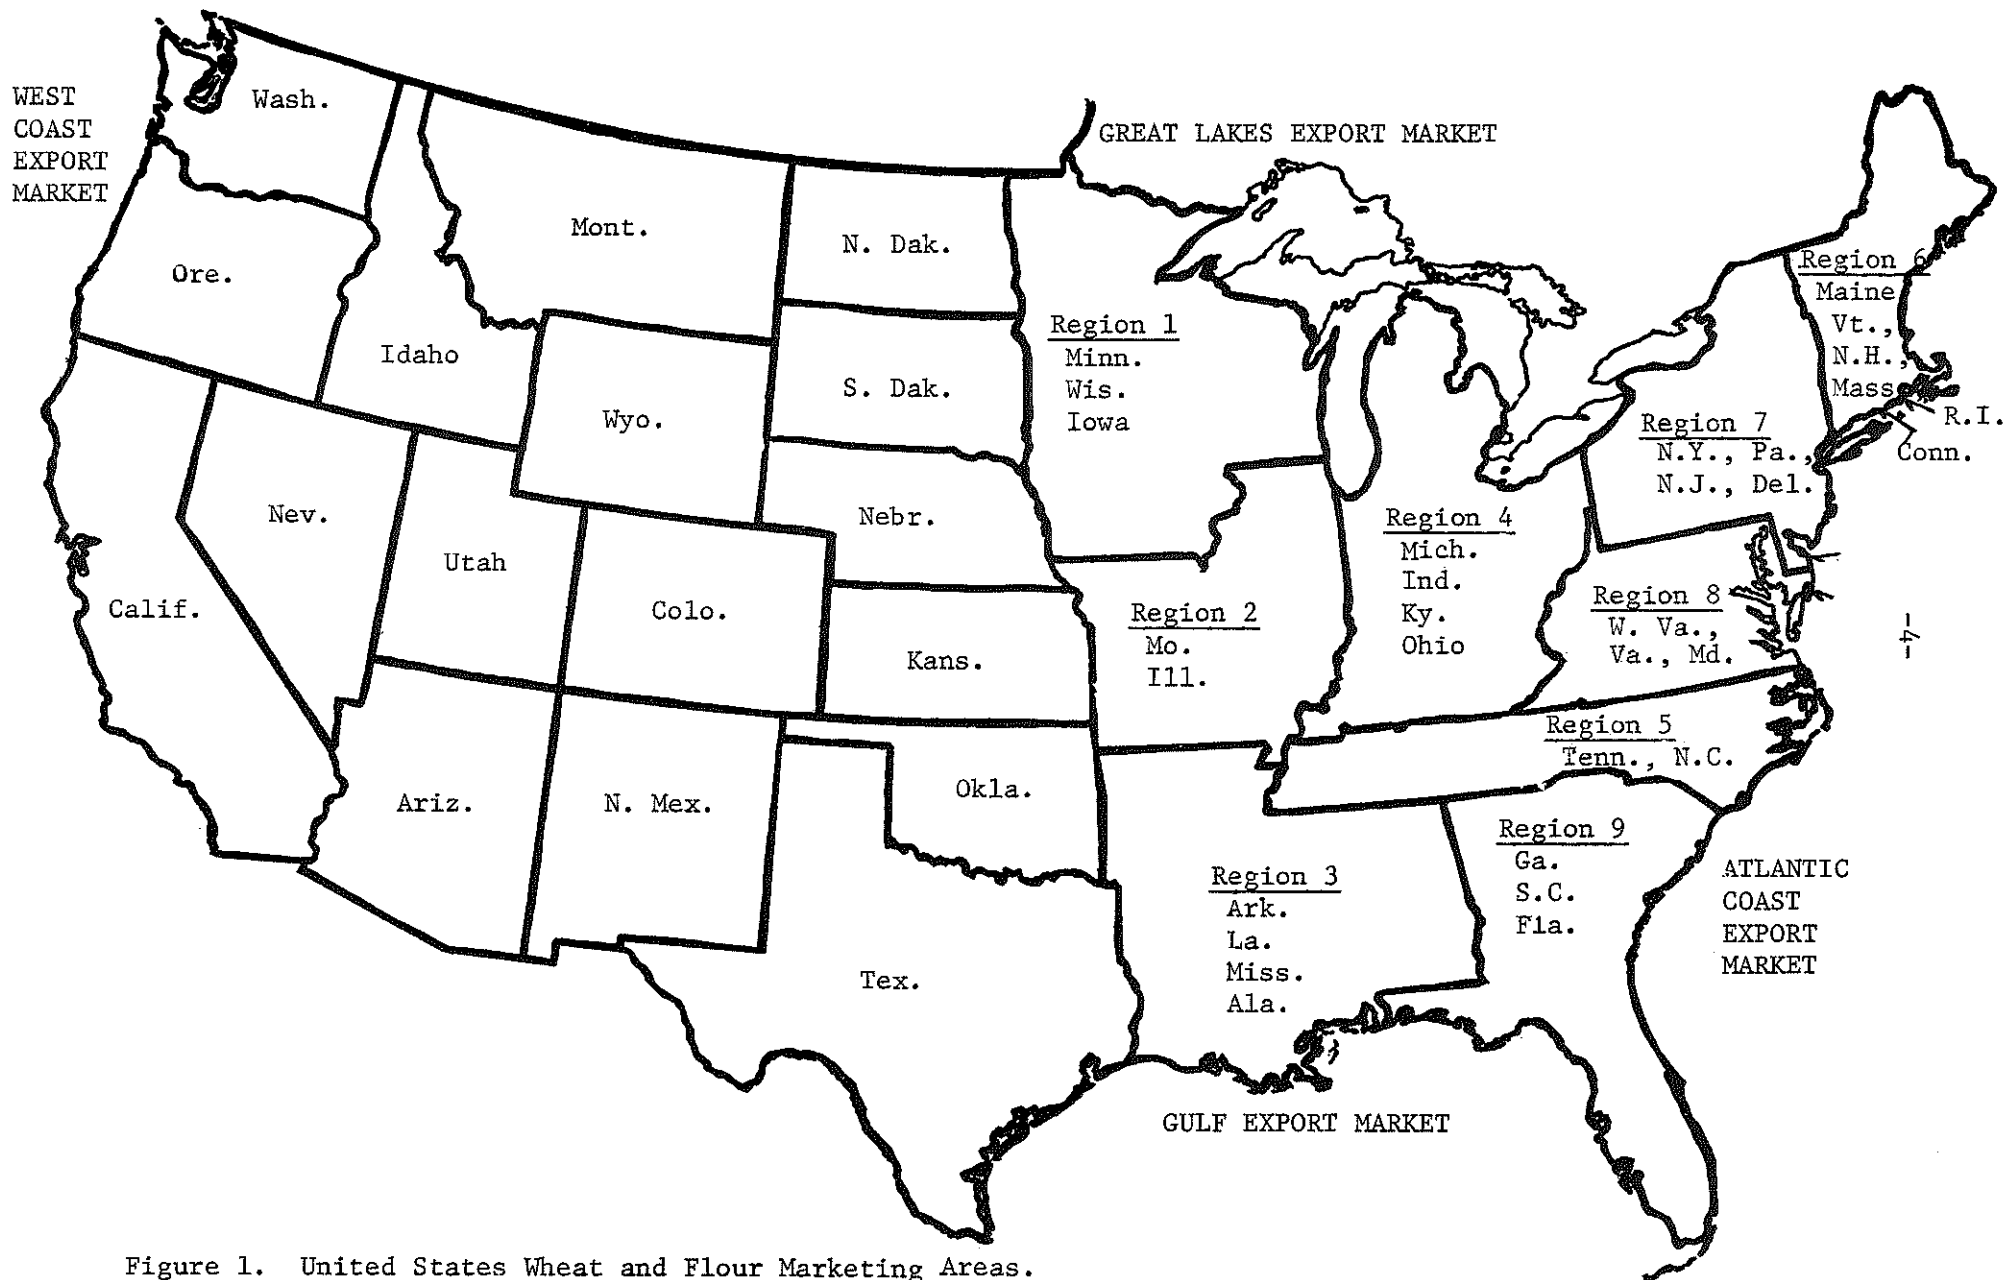 WEST
COAST
EXPORT
MARKET
GREAT LAKES EXPORT MARKET
Wash.
Ore.
Idaho
Mont.
N. Dak.
S. Dak.
Wyo.
Nebr.
Nev.
Utah
Colo.
Kans.
Calif.
Ariz.
N. Mex.
Okla.
Tex.
Region 1
Minn.
Wis.
Iowa
Region 2
Mo.
Ill.
Region 3
Ark.
La.
Miss.
Ala.
Region 4
Mich.
Ind.
Ky.
Ohio
Region 5
Tenn., N.C.
Region 6
Maine
Vt.,
N.H.,
Mass
R.I.
Conn.
Region 7
N.Y., Pa.,
N.J., Del.
Region 8
W. Va.,
Va., Md.
Region 9
Ga.
S.C.
Fla.
ATLANTIC
COAST
EXPORT
MARKET
GULF EXPORT MARKET
-4-
Figure 1. United States Wheat and Flour Marketing Areas.